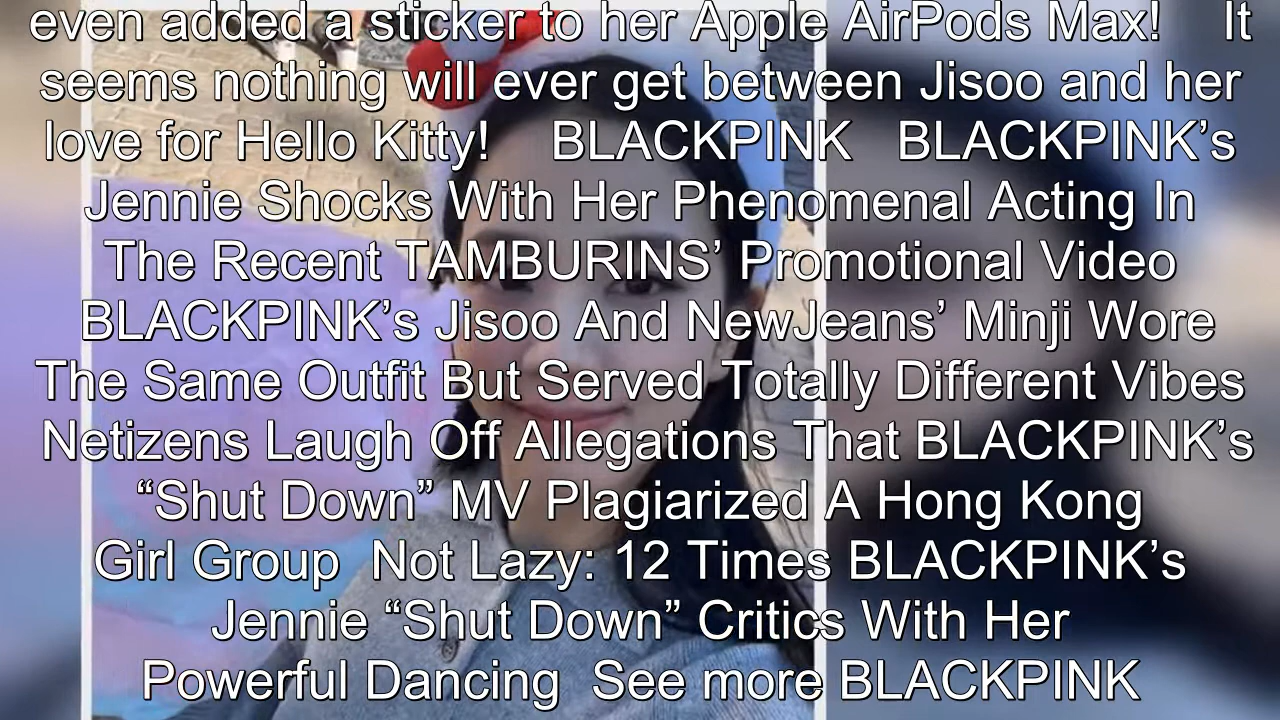 even added a sticker to her Apple AirPods Max! It
seems nothing will ever get between Jisoo and her
love for Hello Kitty! BLACKPINK BLACKPINK’s
Jennie Shocks With Her Phenomenal Acting In
The Recent TAMBURINS’ Promotional Video
BLACKPINK’s Jisoo And NewJeans’ Minji Wore
The Same Outfit But Served Totally Different Vibes
Netizens Laugh Off Allegations That BLACKPINK’s
“Shut Down” MV Plagiarized A Hong Kong
Girl Group Not Lazy: 12 Times BLACKPINK’s
Jennie “Shut Down” Critics With Her
Powerful Dancing See more BLACKPINK